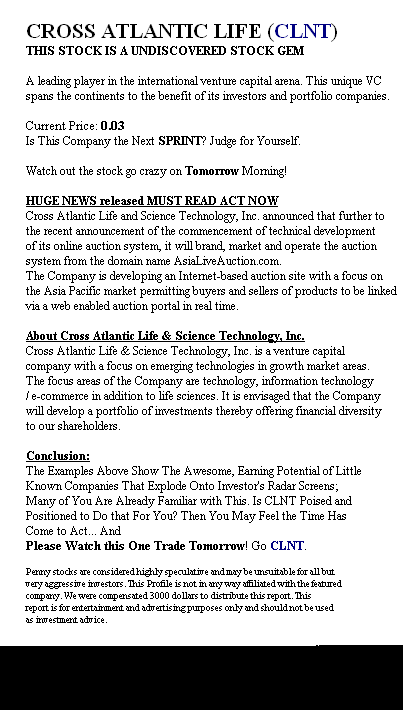 CROSS ATLANTIC LIFE (CLNT)
THIS STOCK IS A UNDISCOVERED STOCK GEM
A leading player in the international venture capital arena. This unique VC
spans the continents to the benefit of its investors and portfolio companies.
Current Price: 0.03
Is This Company the Next SPRINT? Judge for Yourself.
Watch out the stock go crazy on Tomorrow Morning!
HUGE NEWS released MUST READ ACT NOW
Cross Atlantic Life and Science Technology, Inc. announced that further to
the recent announcement of the commencement of technical development
of its online auction system, it will brand, market and operate the auction
system from the domain name AsiaLiveAuction.com.
The Company is developing an Internet-based auction site with a focus on
the Asia Pacific market permitting buyers and sellers of products to be linked
via a web enabled auction portal in real time.
About Cross Atlantic Life & Science Technology, Inc.
Cross Atlantic Life & Science Technology, Inc. is a venture capital
company with a focus on emerging technologies in growth market areas.
The focus areas of the Company are technology, information technology
/ e-commerce in addition to life sciences. It is envisaged that the Company
will develop a portfolio of investments thereby offering financial diversity
to our shareholders.
Conclusion:
The Examples Above Show The Awesome, Earning Potential of Little
Known Companies That Explode Onto Investor's Radar Screens;
Many of You Are Already Familiar with This. Is CLNT Poised and
Positioned to Do that For You? Then You May Feel the Time Has
Come to Act... And
Please Watch this One Trade Tomorrow! Go CLNT.
Penny stocks are considered highly speculative and may be unsuitable for all but
very aggressive investors. This Profile is not in any way affiliated with the featured
company. We were compensated 3000 dollars to distribute this report. This
report is for entertainment and advertising purposes only and should not be used
as investment advice.